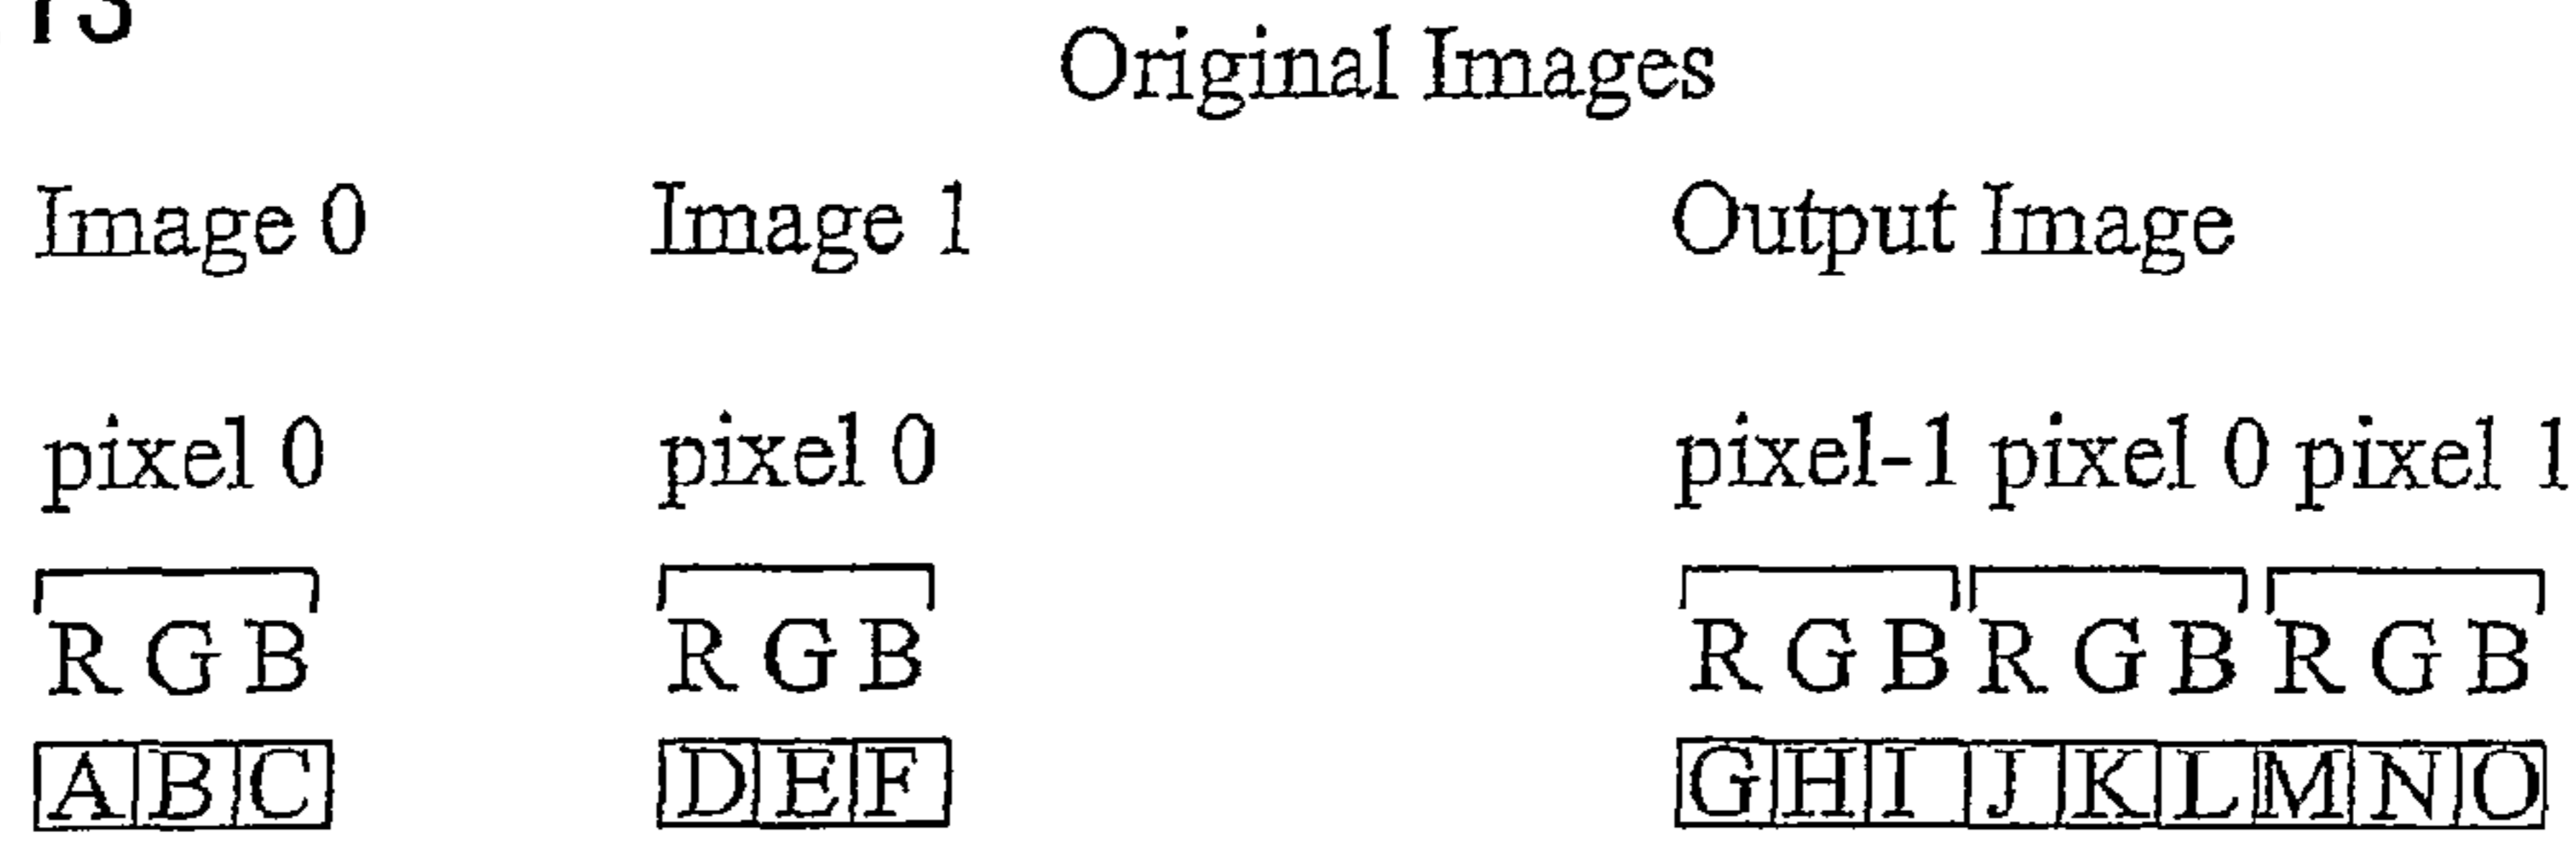 Original Images
Image 0 Image 1 Output Image
pixel 0 pixel 0 pixel-1 pixel 0 pixel 1
R G B R G B R G B R G B R G B
A B C D E F G H I J K L M N O